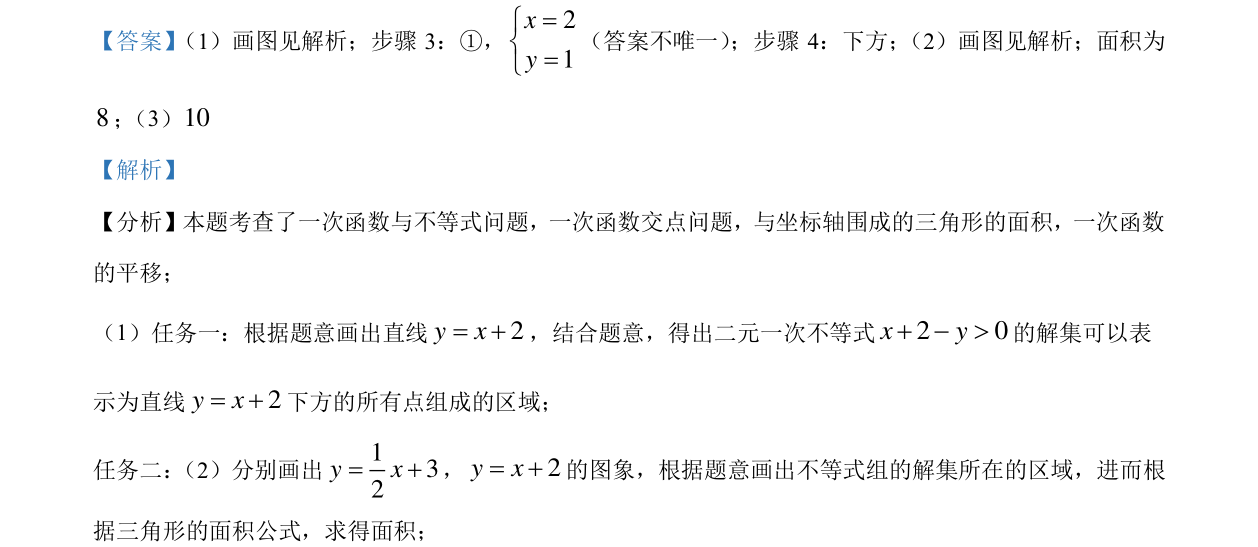 【答案】（1）画图见解析；步骤 3：①，{x = 2 y = 1（答案不唯一）；步骤 4：下方；（2）画图见解析；面积为
8；（3）10
【解析】
【分析】本题考查了一次函数与不等式问题，一次函数交点问题，与坐标轴围成的三角形的面积，一次函数
的平移；
（1）任务一：根据题意画出直线 y = x + 2，结合题意，得出二元一次不等式 x + 2 − y > 0 的解集可以表
示为直线 y = x + 2 下方的所有点组成的区域；
任务二：（2）分别画出 y = 1/2 x + 3，y = x + 2 的图象，根据题意画出不等式组的解集所在的区域，进而根
据三角形的面积公式，求得面积；